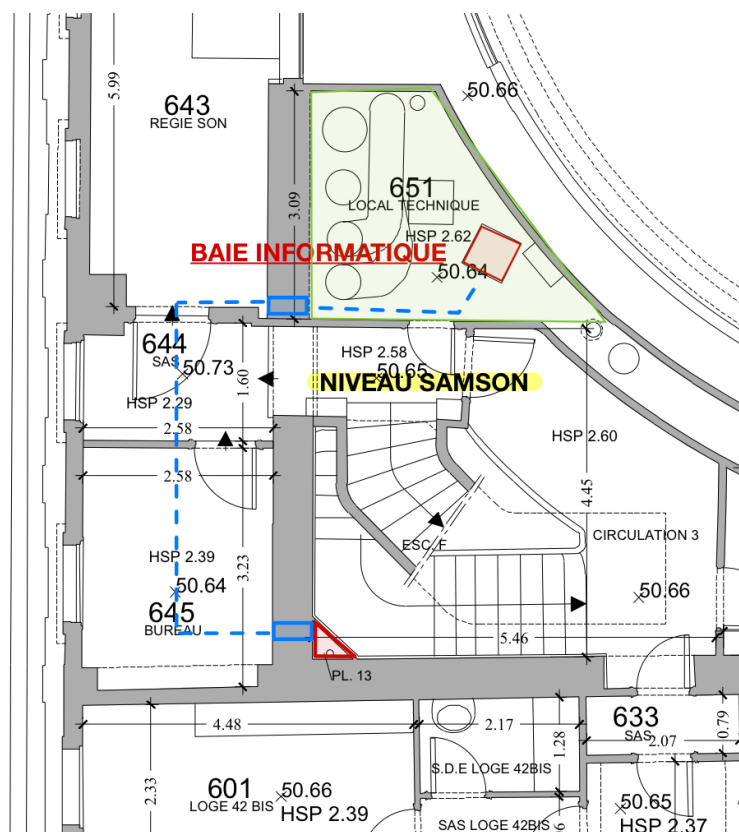 50.66
5.99
643
REGIE SON
651
LOCAL TECHNIQUE
3.09
HSP 2.62
BAIE INFORMATIQUE
50.64
644
SAS
50.73
HSP 2.58
50.65
NIVEAU SAMSON
1.60
HSP 2.29
2.58
HSP 2.60
2.58
4.45
ESC. F
CIRCULATION 3
HSP 2.39
3.23
50.64
50.66
645
BUREAU
5.46
PL. 13
4.48
2.17
633
SAS
2.07
0.79
1.28
2.33
S.D.E LOGE 42BIS
601
LOGE 42 BIS
50.66
HSP 2.39
50.65
HSP 2.37
SAS LOGE 42BIS